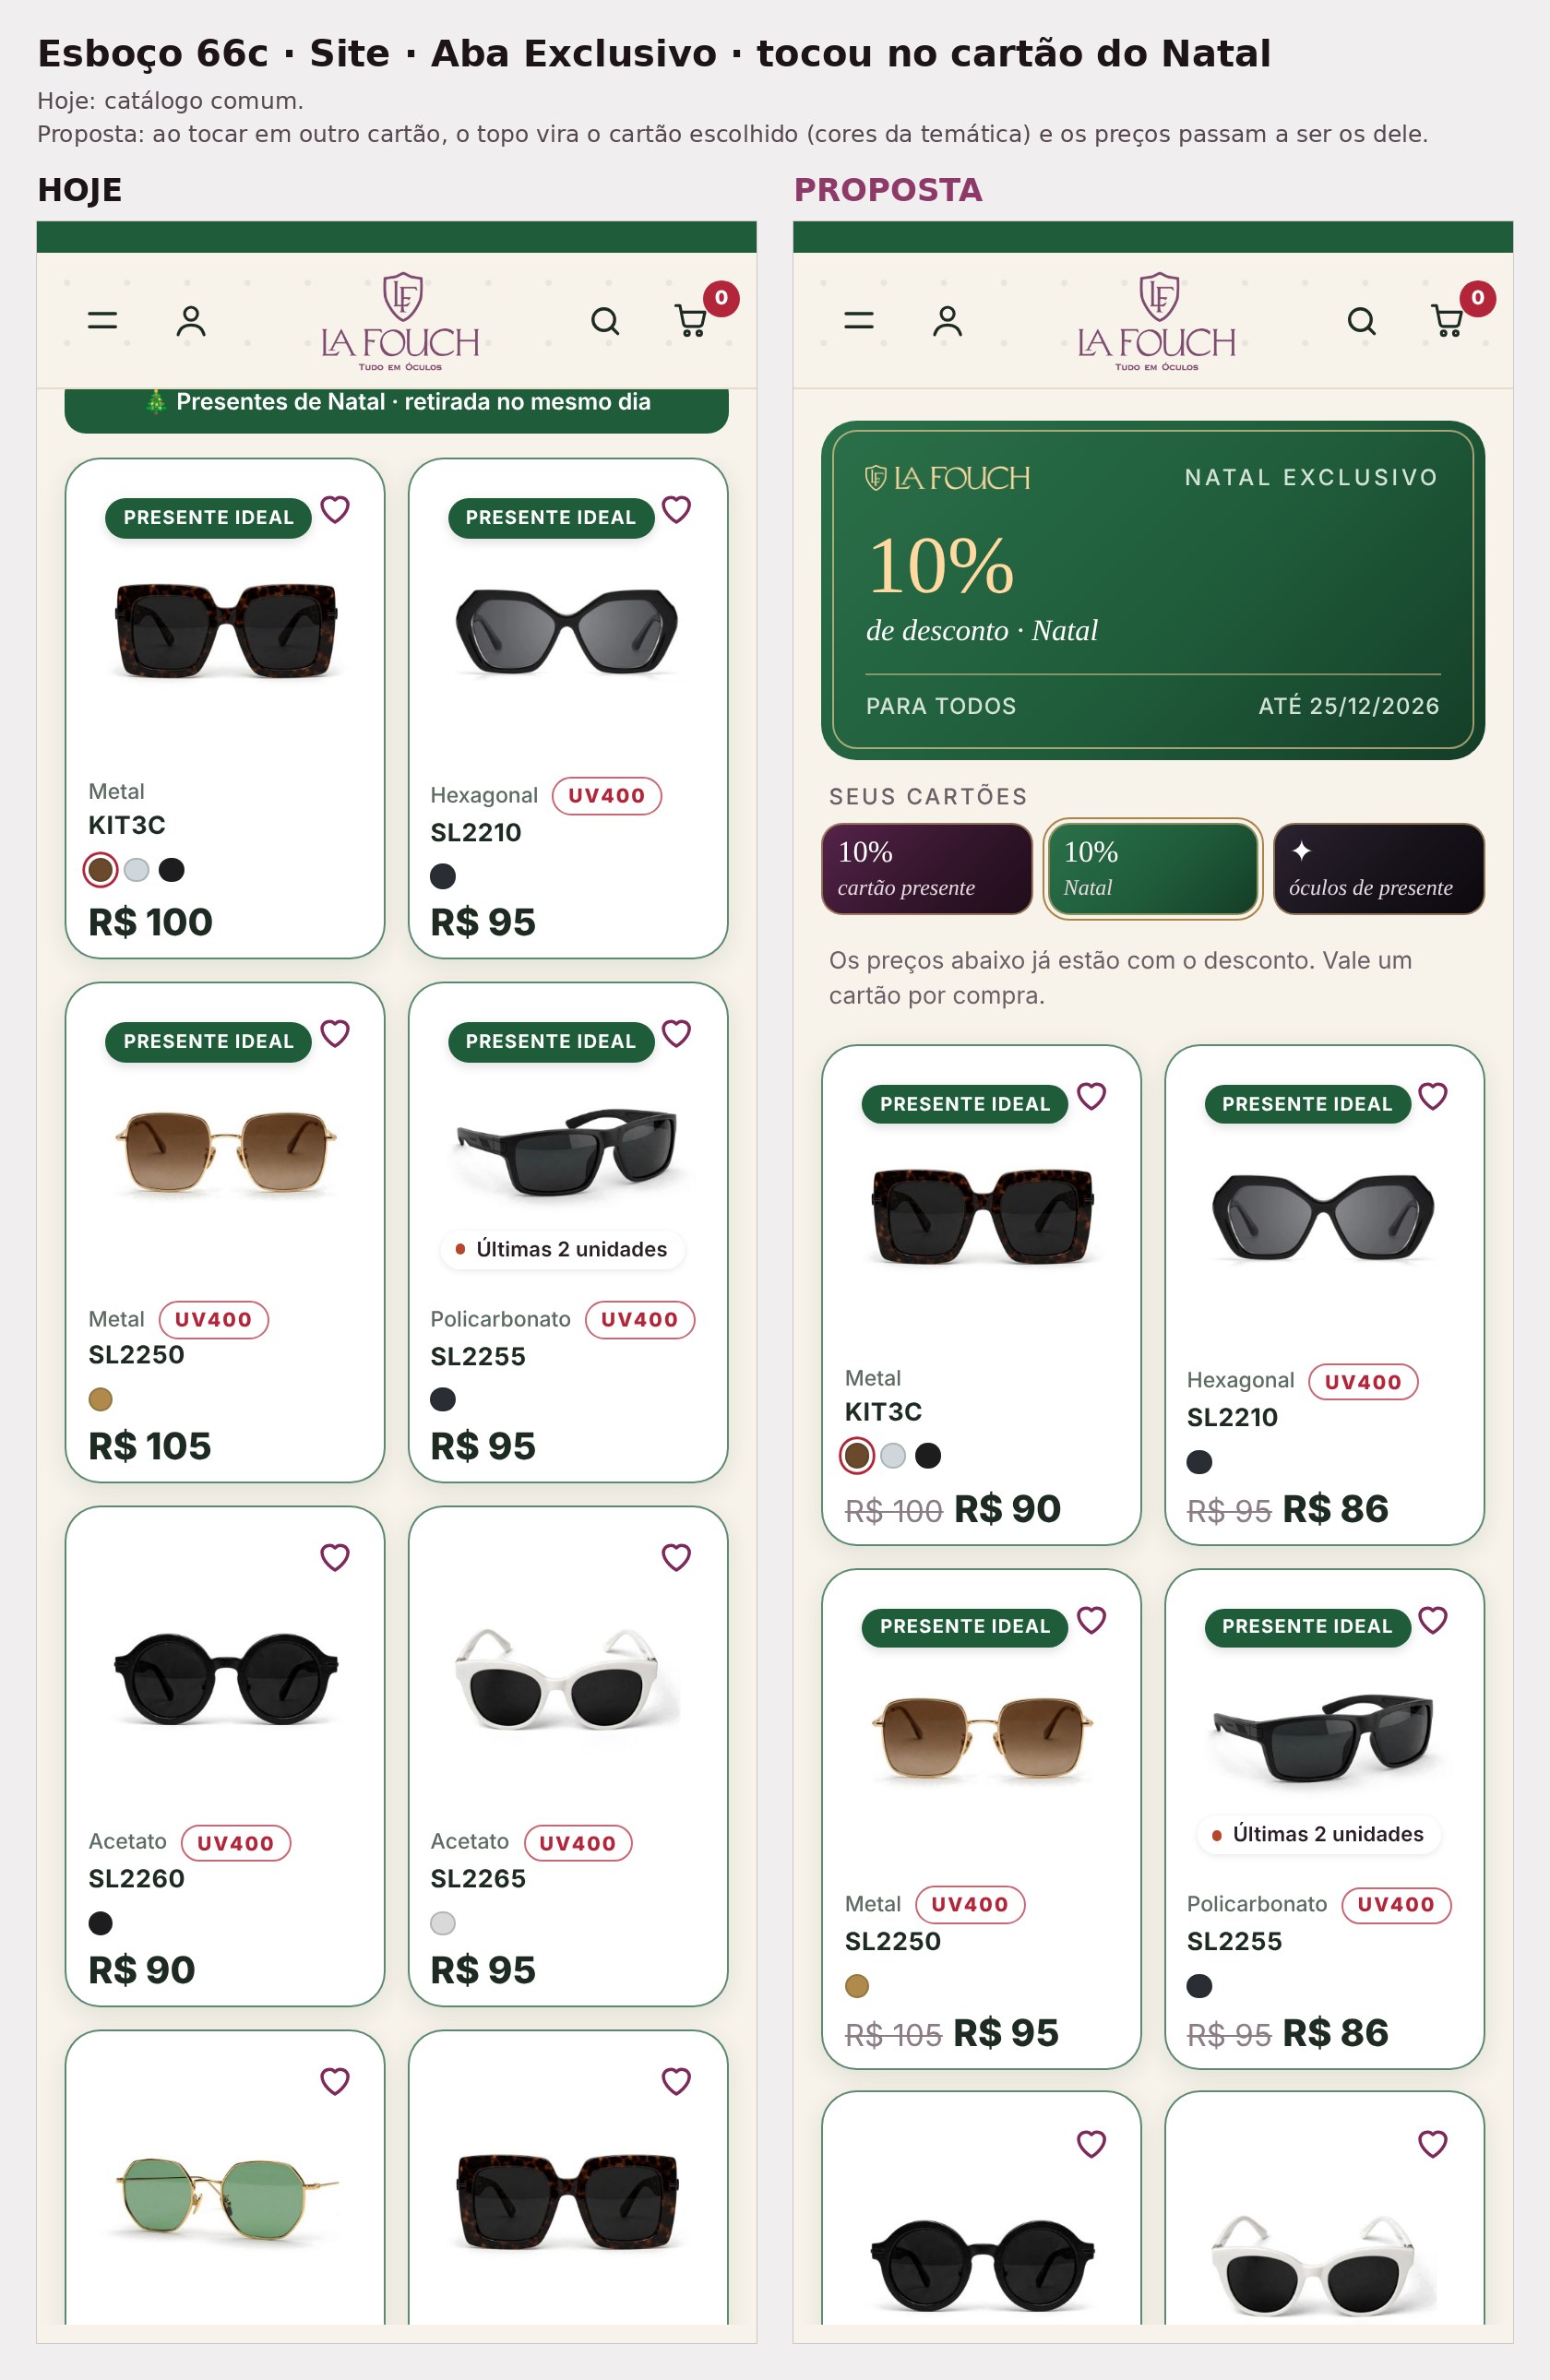 Esboço 66c · Site · Aba Exclusivo · tocou no cartão do Natal
Hoje: catálogo comum.
Proposta: ao tocar em outro cartão, o topo vira o cartão escolhido (cores da temática) e os preços passam a ser os dele.
HOJE
LF
LA FOUCH
TUDO EM ÓCULOS
0
🎄 Presentes de Natal · retirada no mesmo dia
PRESENTE IDEAL
Metal
KIT3C
R$ 100
PRESENTE IDEAL
Hexagonal UV400
SL2210
R$ 95
PRESENTE IDEAL
Metal UV400
SL2250
R$ 105
PRESENTE IDEAL
Últimas 2 unidades
Policarbonato UV400
SL2255
R$ 95
Acetato UV400
SL2260
R$ 90
Acetato UV400
SL2265
R$ 95
PROPOSTA
LF
LA FOUCH
TUDO EM ÓCULOS
0
LF LA FOUCH
NATAL EXCLUSIVO
10%
de desconto · Natal
PARA TODOS
ATÉ 25/12/2026
SEUS CARTÕES
10%
cartão presente
10%
Natal
✦
óculos de presente
Os preços abaixo já estão com o desconto. Vale um
cartão por compra.
PRESENTE IDEAL
Metal
KIT3C
R$ 100 R$ 90
PRESENTE IDEAL
Hexagonal UV400
SL2210
R$ 95 R$ 86
PRESENTE IDEAL
Metal UV400
SL2250
R$ 105 R$ 95
PRESENTE IDEAL
Últimas 2 unidades
Policarbonato UV400
SL2255
R$ 95 R$ 86